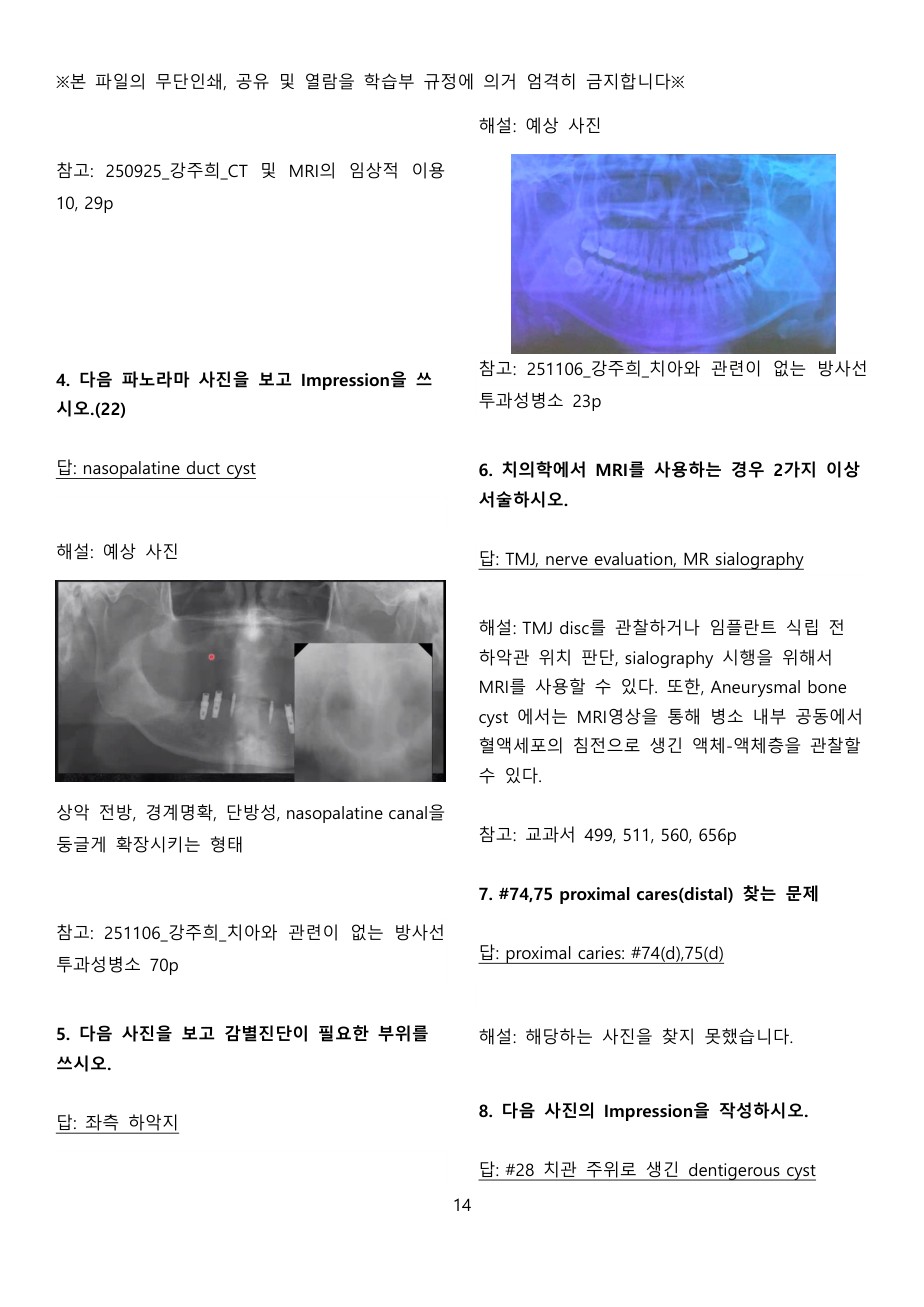 ※본 파일의 무단인쇄, 공유 및 열람을 학습부 규정에 의거 엄격히 금지합니다※
참고: 250925_강주희_CT 및 MRI의 임상적 이용
10, 29p
4. 다음 파노라마 사진을 보고 Impression을 쓰
시오.(22)
답: nasopalatine duct cyst
해설: 예상 사진
상악 전방, 경계명확, 단방성, nasopalatine canal을
둥글게 확장시키는 형태
참고: 251106_강주희_치아와 관련이 없는 방사선
투과성병소 70p
5. 다음 사진을 보고 감별진단이 필요한 부위를
쓰시오.
답: 좌측 하악지
해설: 예상 사진
참고: 251106_강주희_치아와 관련이 없는 방사선
투과성병소 23p
6. 치의학에서 MRI를 사용하는 경우 2가지 이상
서술하시오.
답: TMJ, nerve evaluation, MR sialography
해설: TMJ disc를 관찰하거나 임플란트 식립 전
하악관 위치 판단, sialography 시행을 위해서
MRI를 사용할 수 있다. 또한, Aneurysmal bone
cyst 에서는 MRI영상을 통해 병소 내부 공동에서
혈액세포의 침전으로 생긴 액체-액체층을 관찰할
수 있다.
참고: 교과서 499, 511, 560, 656p
7. #74,75 proximal cares(distal) 찾는 문제
답: proximal caries: #74(d),75(d)
해설: 해당하는 사진을 찾지 못했습니다.
8. 다음 사진의 Impression을 작성하시오.
답: #28 치관 주위로 생긴 dentigerous cyst
14